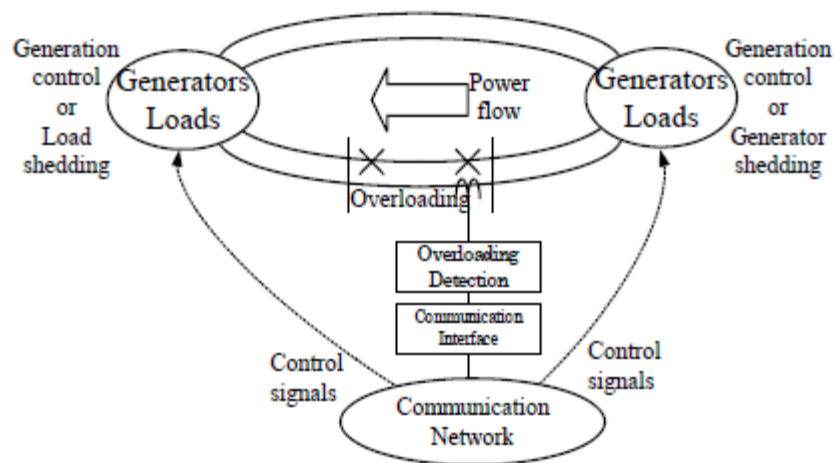 Generation
control
or
Load
shedding
Generators
Loads
Power
flow
Generators
Loads
Generation
control
or
Generator
shedding
Overloading
Overloading
Detection
Communication
Interface
Control
signals
Control
signals
Communication
Network